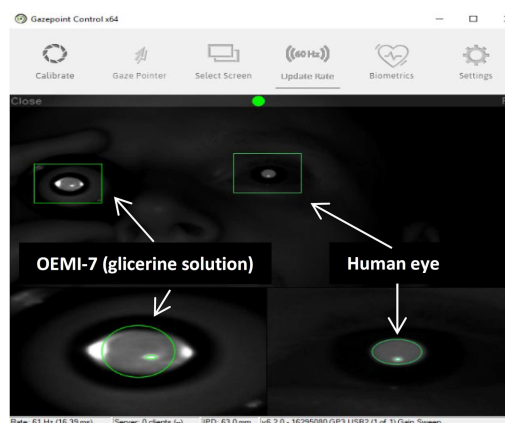 Gazepoint Control x64
Calibrate Gaze Pointer Select Screen ((60 Hz)) Update Rate Biometrics Settings
Close
OEMI-7 (glicerine solution) Human eye
Rate: 61 Hz (16.39 ms) Server: 0 clients (--) IPD: 63.0 mm v6.2.0 - 16295080 GP3 USB2 (1 of 1) Gain Sweep